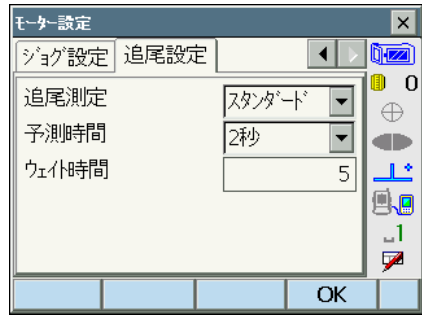 モーター設定
ジョグ設定 追尾設定
0
追尾測定 スタンダード
予測時間 2秒
ウェイト時間 5
1
OK